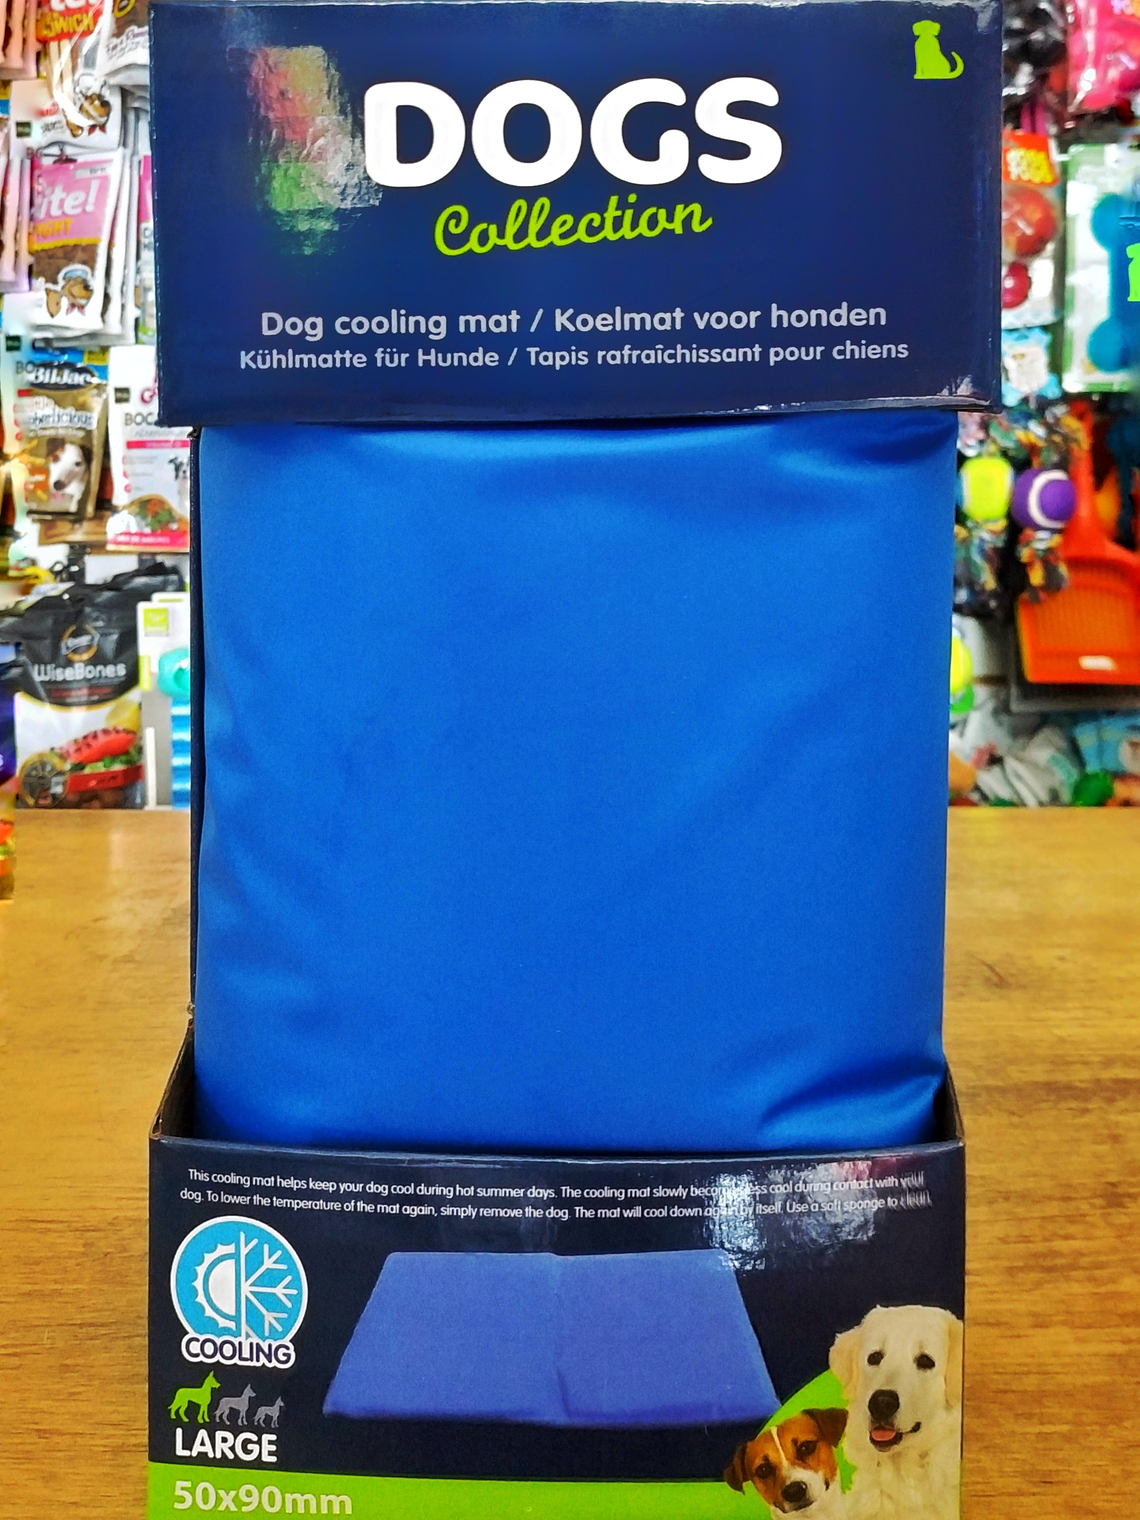 DOGS
Collection
Dog cooling mat / Koelmat voor honden
Kühlmatte für Hunde / Tapis rafraîchissant pour chiens
This cooling mat helps keep your dog cool during hot summer days. The cooling mat slowly becomes less cool during contact with your
dog. To lower the temperature of the mat again, simply remove the dog. The mat will cool down again by itself. Use a soft sponge to clean.
COOLING
LARGE
50x90mm
ite!
WiseBones
BOCA